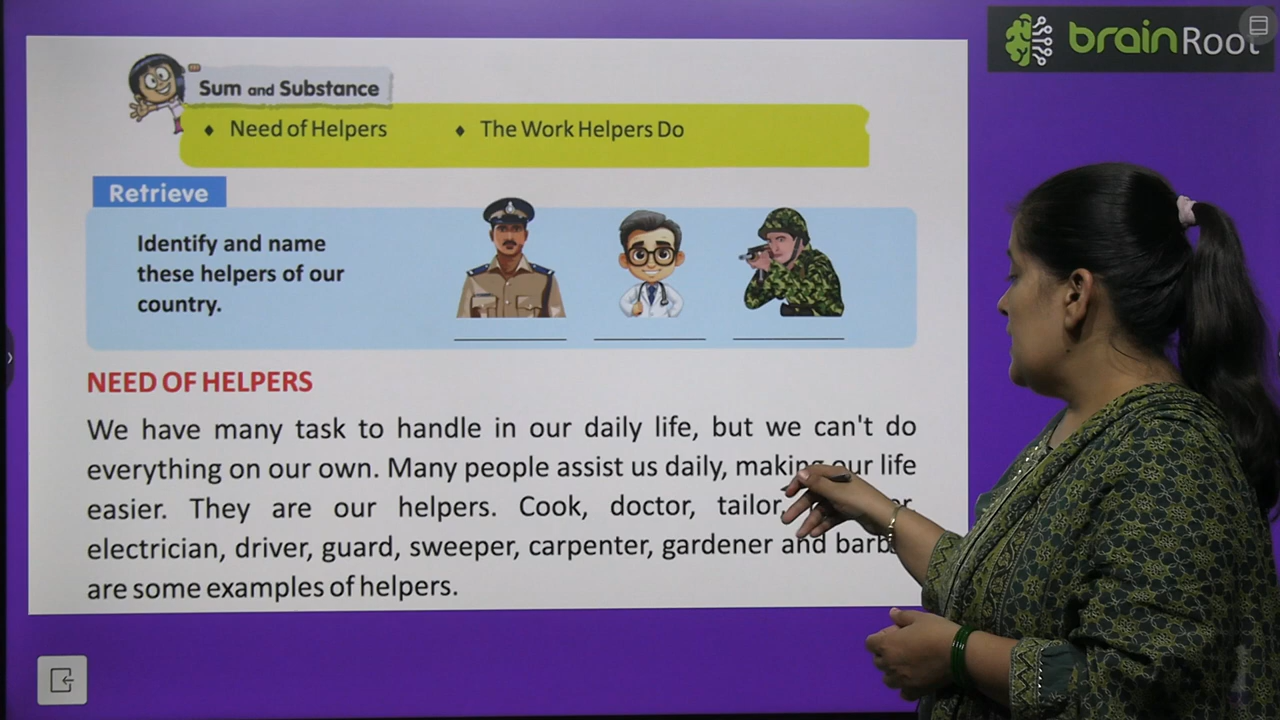 brainRoot
Sum and Substance
♦ Need of Helpers ♦ The Work Helpers Do
Retrieve
Identify and name
these helpers of our
country.
NEED OF HELPERS
We have many task to handle in our daily life, but we can't do
everything on our own. Many people assist us daily, making our life
easier. They are our helpers. Cook, doctor, tailor,
electrician, driver, guard, sweeper, carpenter, gardener and
are some examples of helpers.